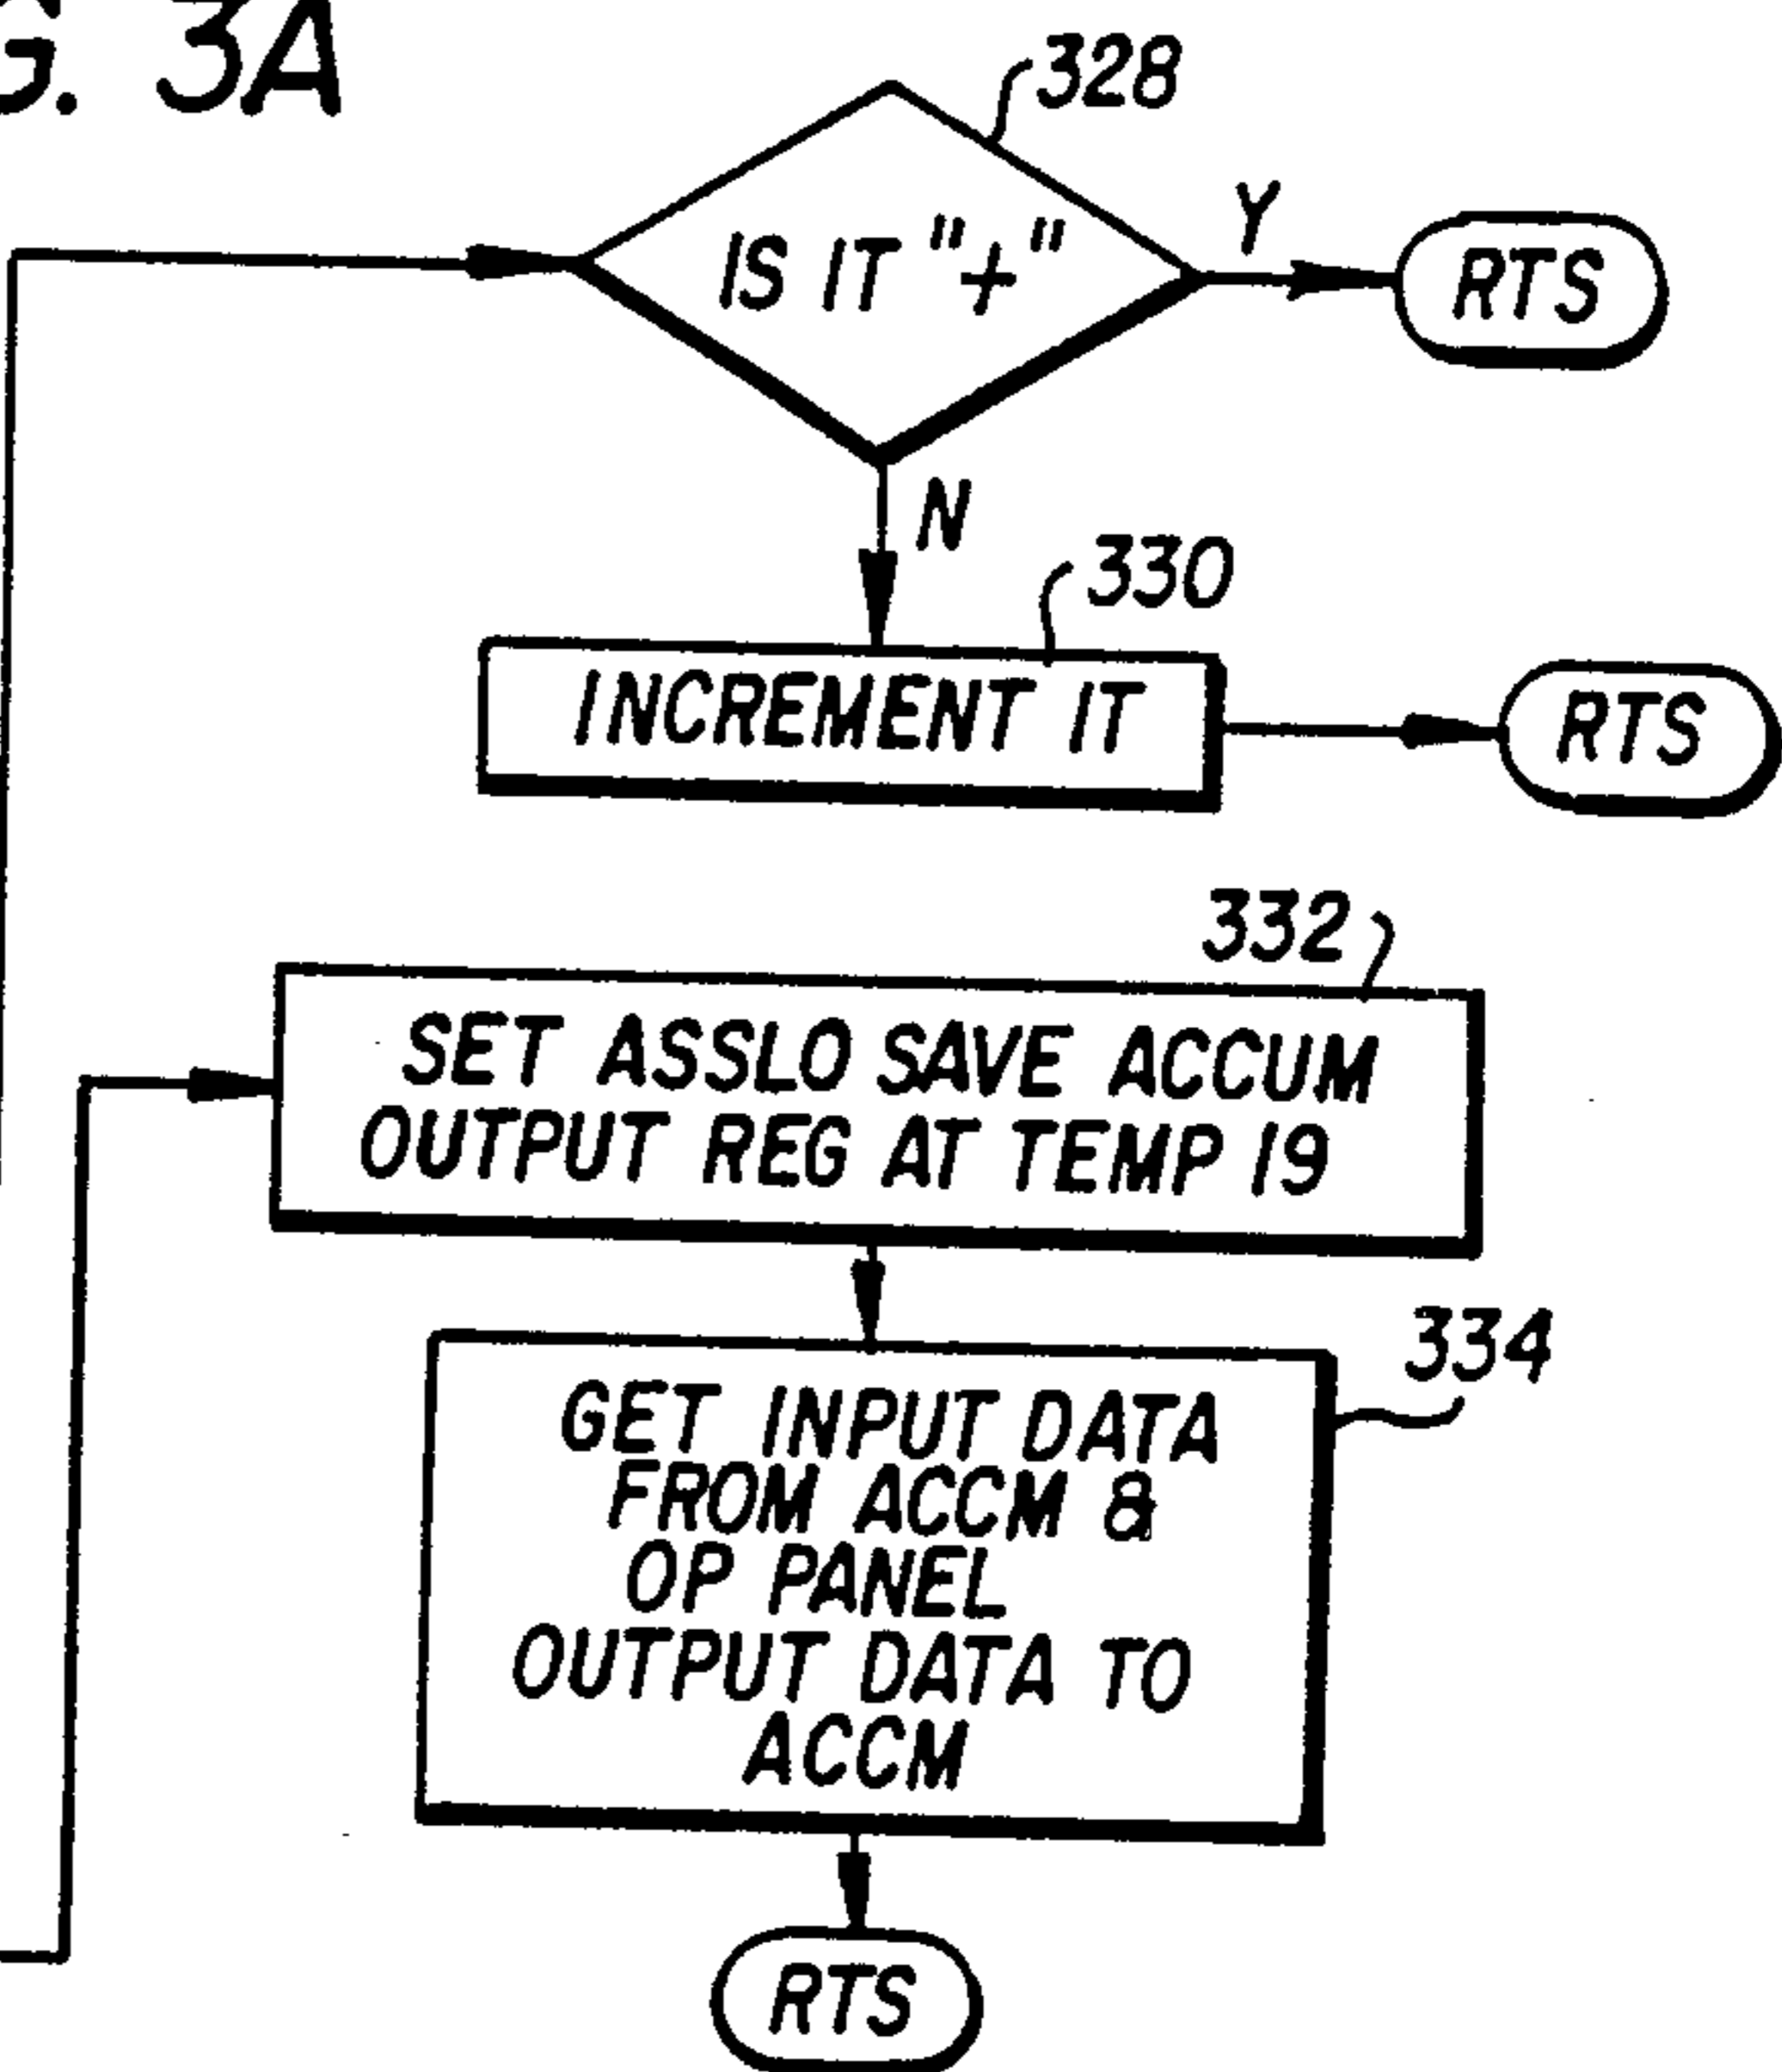 G. 3A
328
IS IT "+"
Y
RTS
N
330
INCREMENT IT
RTS
332
SET ASSLO SAVE ACCUM
OUTPUT REG AT TEMP 19
334
GET INPUT DATA
FROM ACCM &
OP PANEL
OUTPUT DATA TO
ACCM
RTS